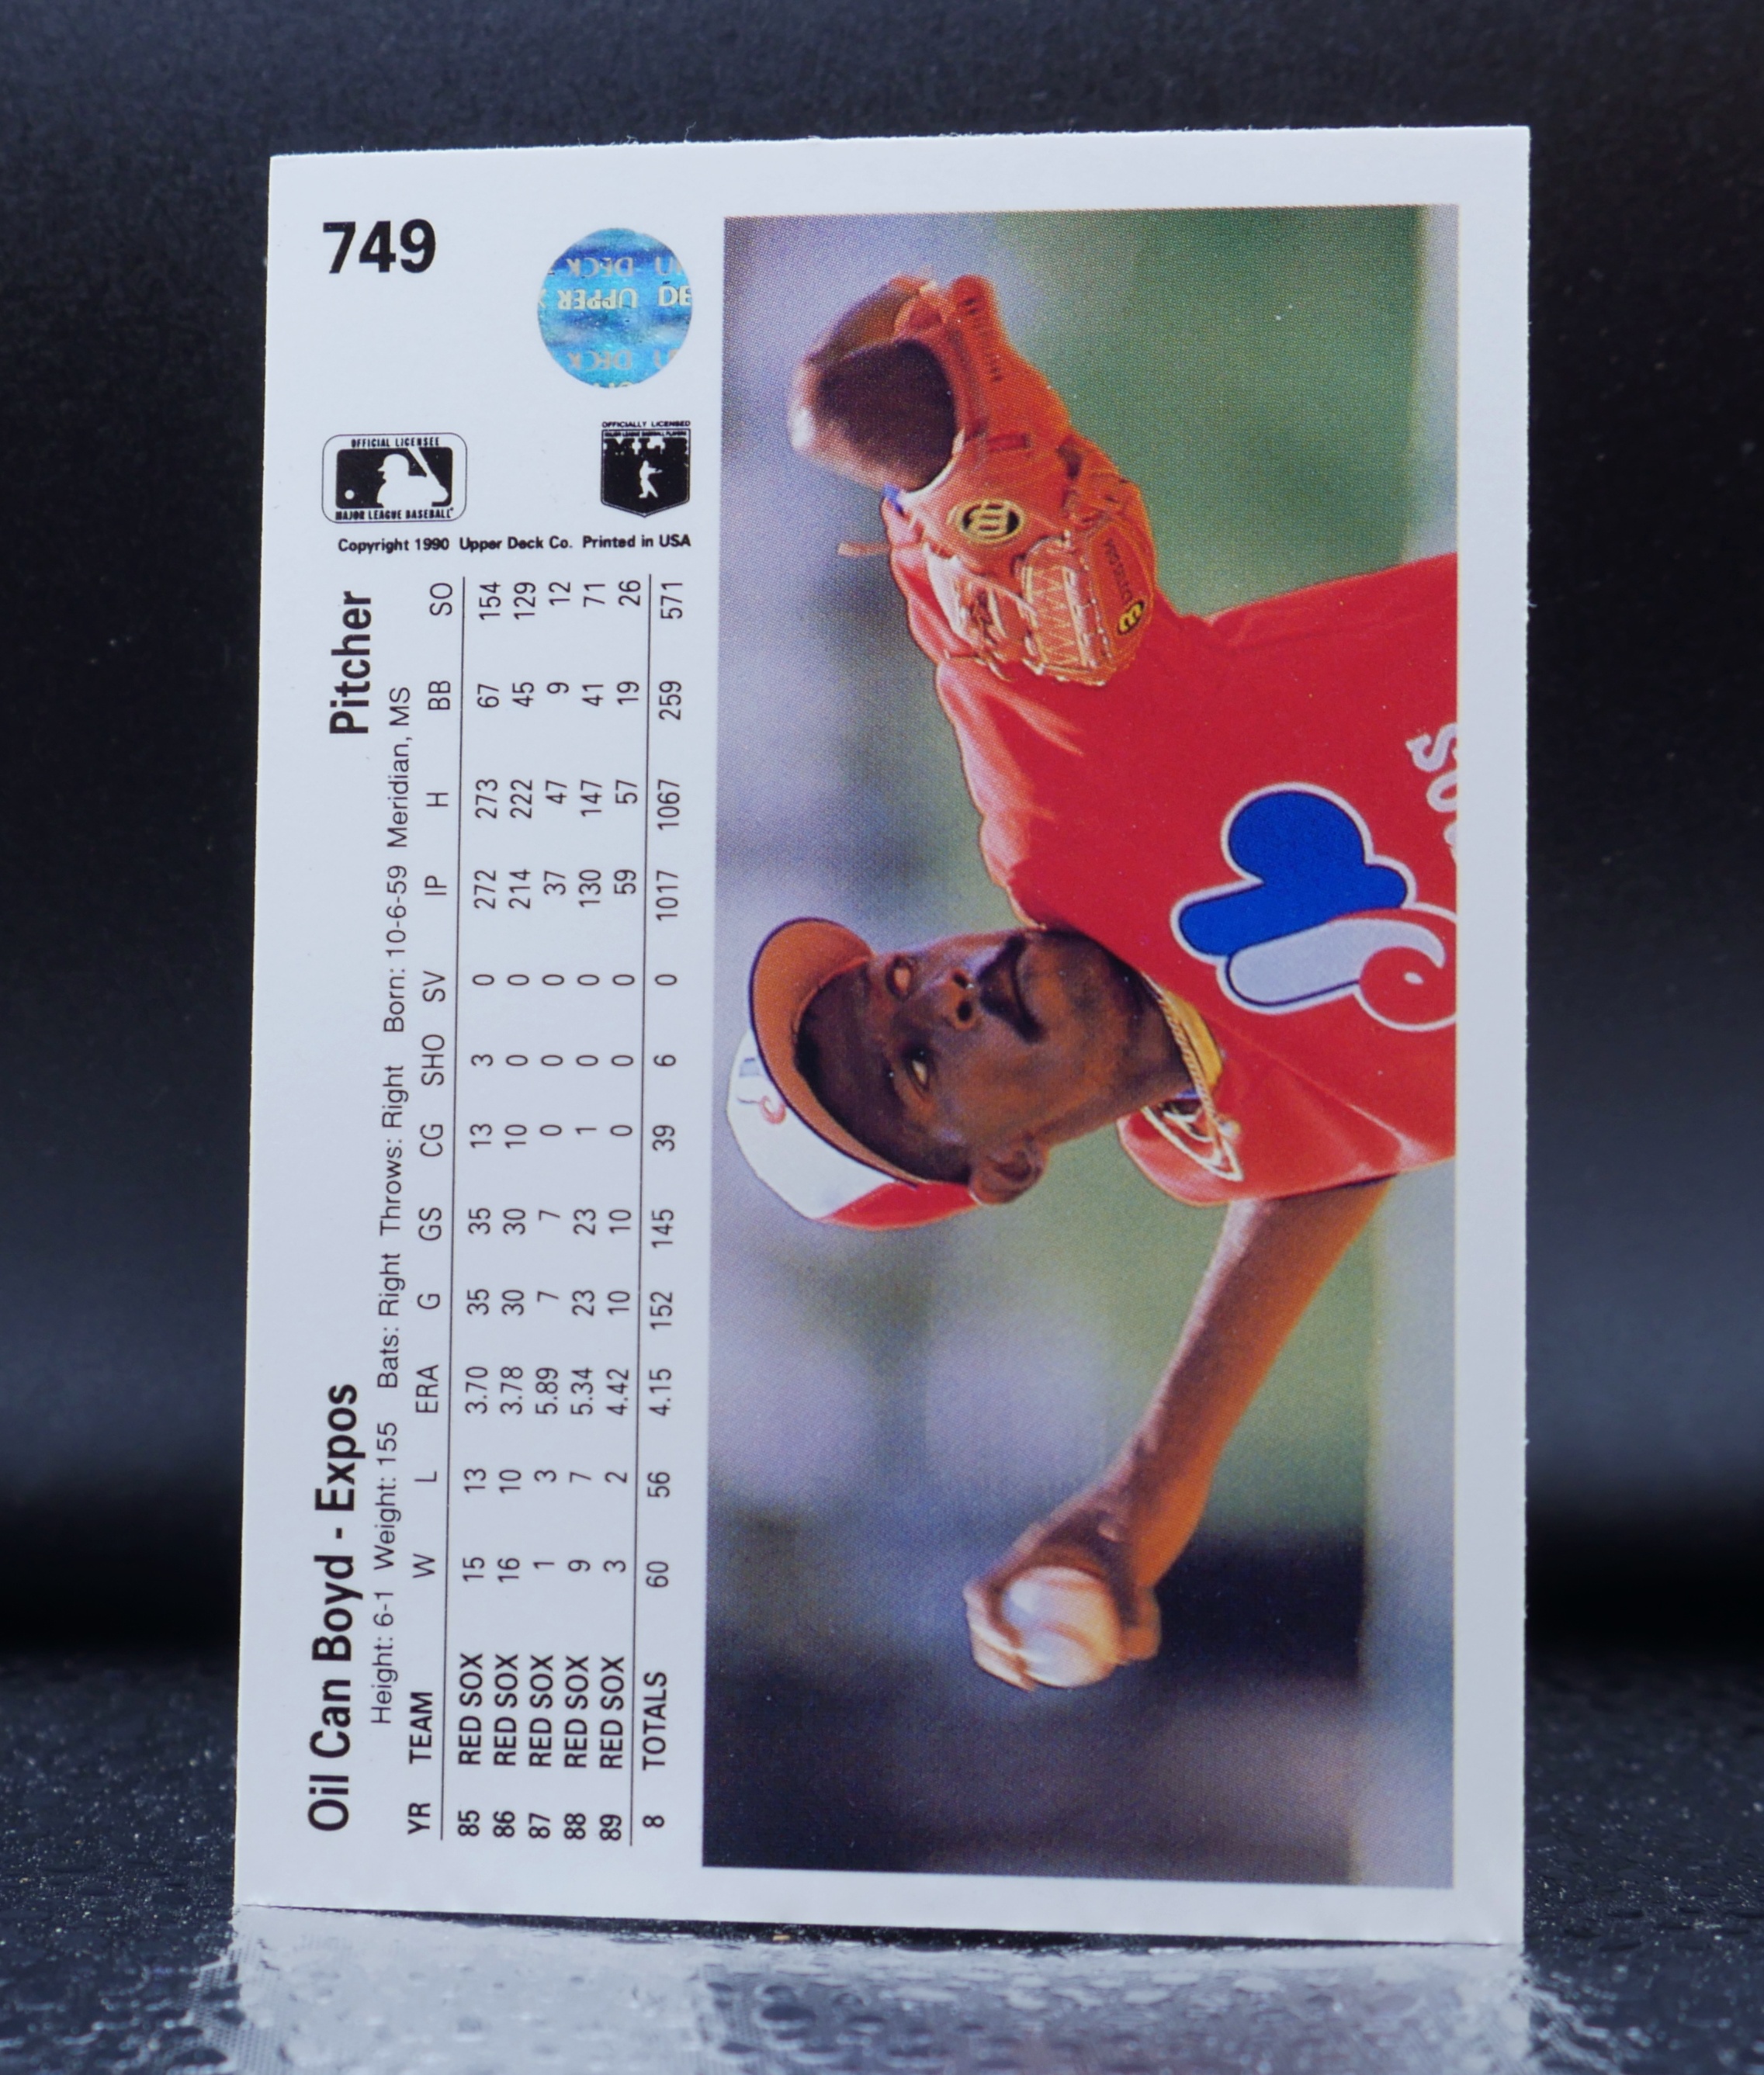 749
Oil Can Boyd - Expos Pitcher
Height: 6-1 Weight: 155 Bats: Right Throws: Right Born: 10-6-59 Meridian, MS
YR TEAM W L ERA G GS CG SHO SV IP H BB SO
85 RED SOX 15 13 3.70 35 35 13 3 0 272 273 67 154
86 RED SOX 16 10 3.78 30 30 10 0 0 214 222 45 129
87 RED SOX 1 3 5.89 7 7 0 0 0 37 47 9 12
88 RED SOX 9 7 5.34 23 23 1 0 0 130 147 41 71
89 RED SOX 3 2 4.42 10 10 0 0 0 59 57 19 26
8 TOTALS 60 56 4.15 152 145 39 6 0 1017 1067 259 571
Copyright 1990 Upper Deck Co. Printed in USA
OFFICIAL LICENSEE
MAJOR LEAGUE BASEBALL
OFFICIALLY LICENSED
MAJOR LEAGUE BASEBALL PLAYERS
MLB
DECK
UPPER DE
DECK